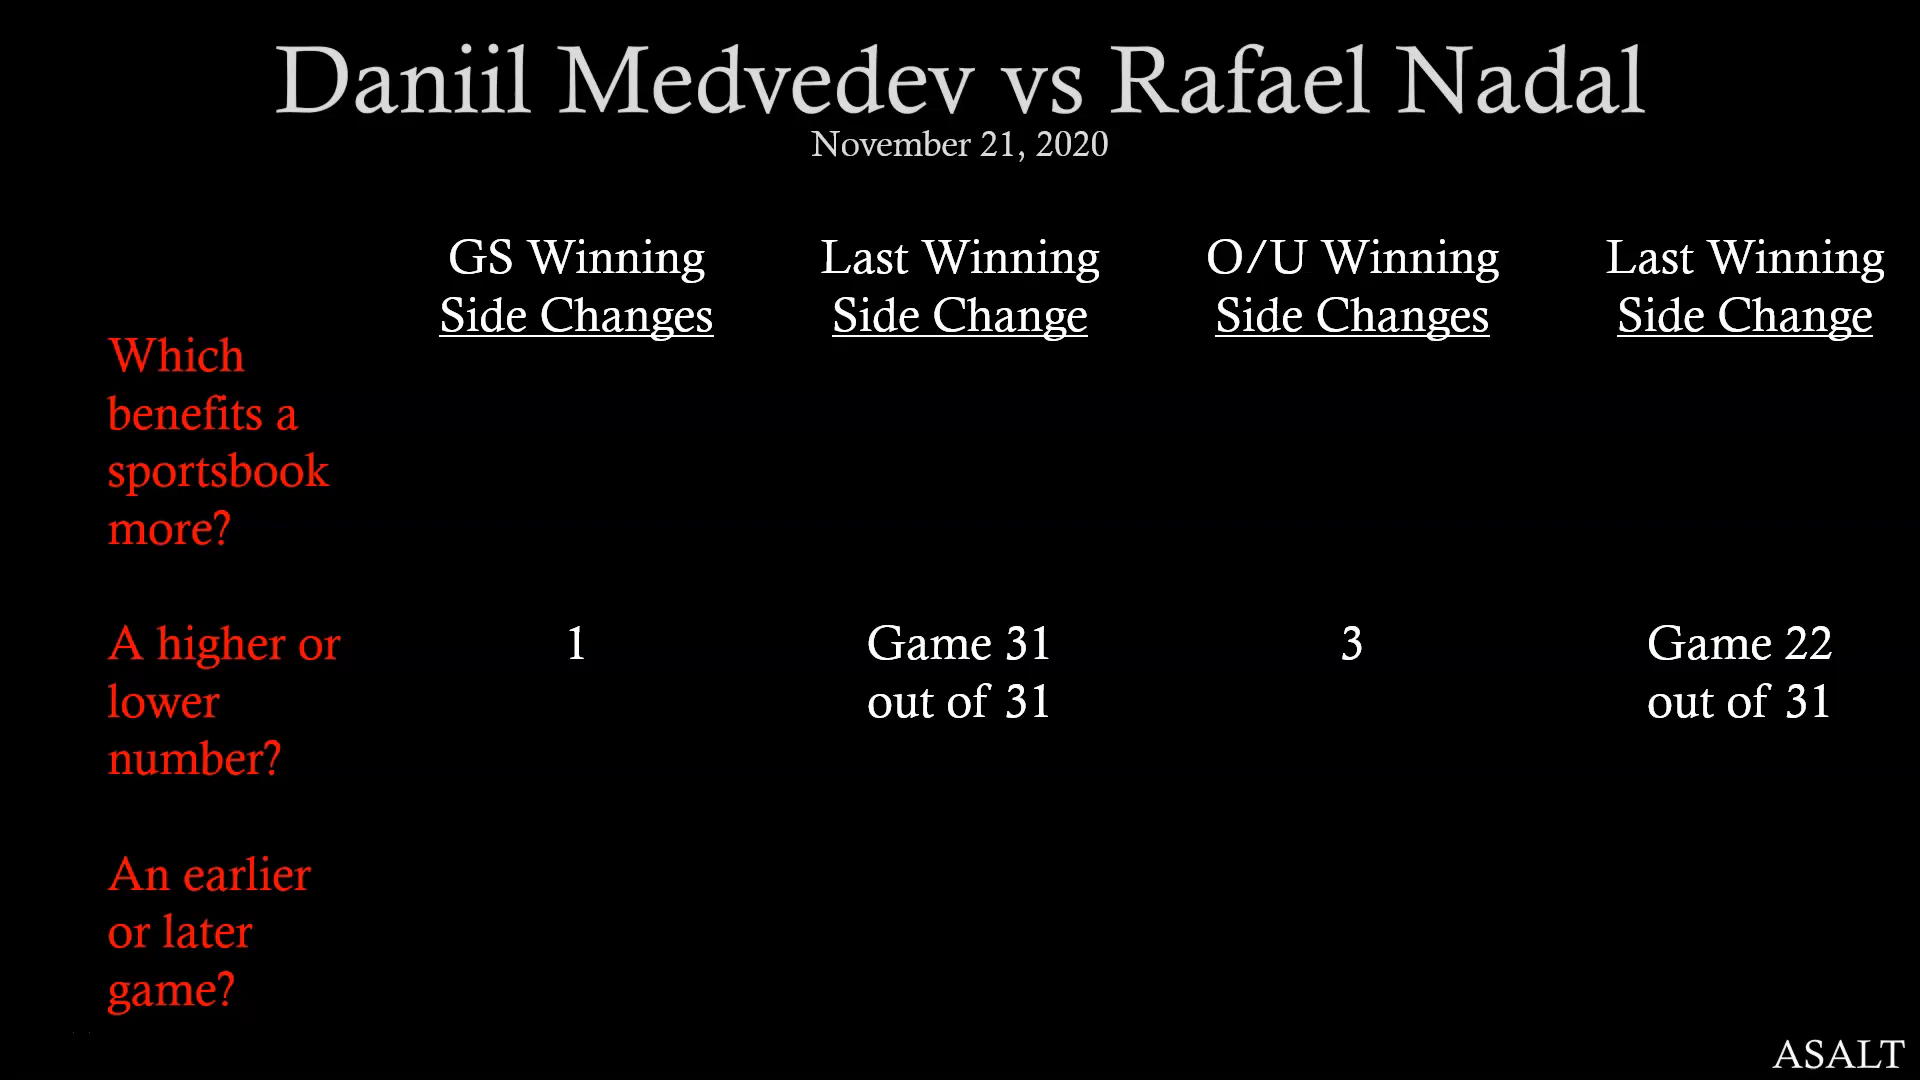 Daniil Medvedev vs Rafael Nadal
November 21, 2020
GS Winning
Side Changes
Last Winning
Side Change
O/U Winning
Side Changes
Last Winning
Side Change
Which
benefits a
sportsbook
more?
A higher or
lower
number?
1
Game 31
out of 31
3
Game 22
out of 31
An earlier
or later
game?
ASALT